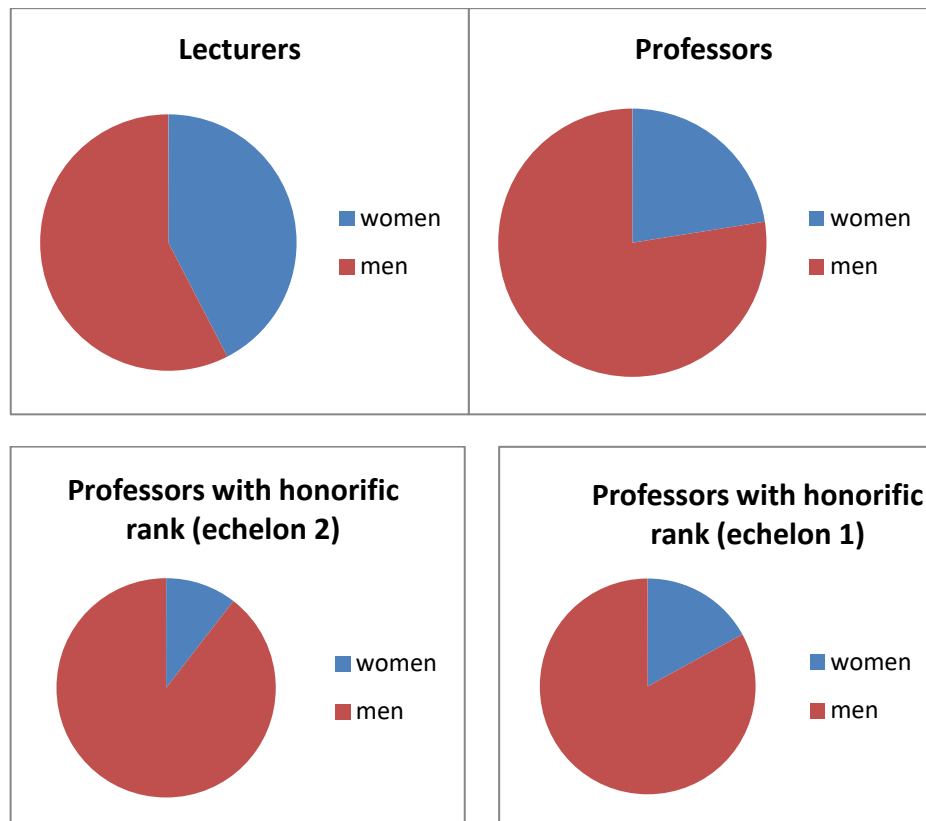 Lecturers
women
men
Professors
women
men
Professors with honorific
rank (echelon 2)
women
men
Professors with honorific
rank (echelon 1)
women
men